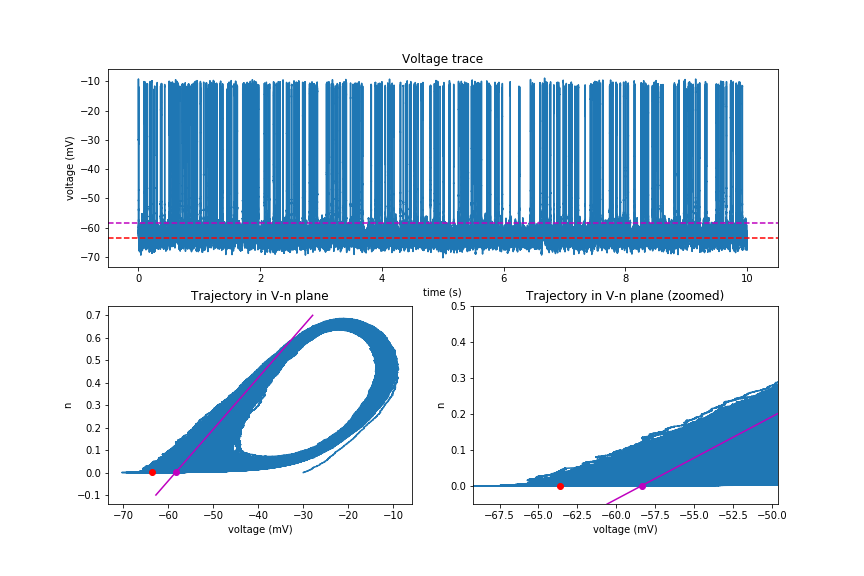 Voltage trace
−10
−20
−30
−40
−50
−60
−70
voltage (mV)
0 2 4 6 8 10
time (s)
Trajectory in V-n plane
0.7
0.6
0.5
0.4
0.3
0.2
0.1
0.0
−0.1
n
−70 −60 −50 −40 −30 −20 −10
voltage (mV)
Trajectory in V-n plane (zoomed)
0.5
0.4
0.3
0.2
0.1
0.0
n
−67.5 −65.0 −62.5 −60.0 −57.5 −55.0 −52.5 −50.0
voltage (mV)